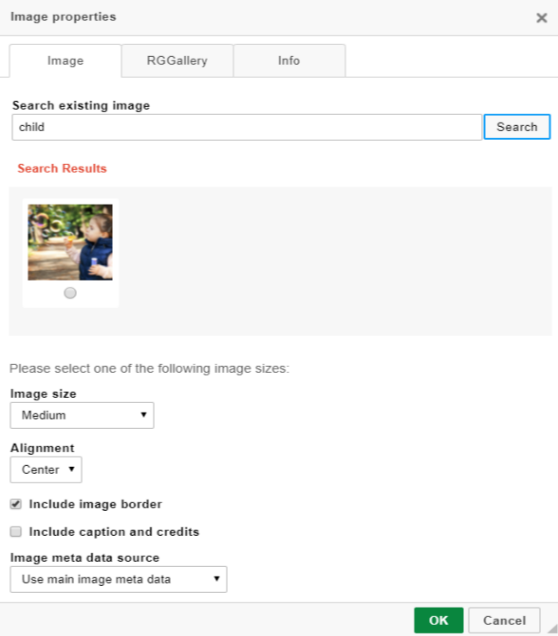 Image properties
Image RGGallery Info
Search existing image
child Search
Search Results
Please select one of the following image sizes:
Image size
Medium
Alignment
Center
Include image border
Include caption and credits
Image meta data source
Use main image meta data
OK Cancel